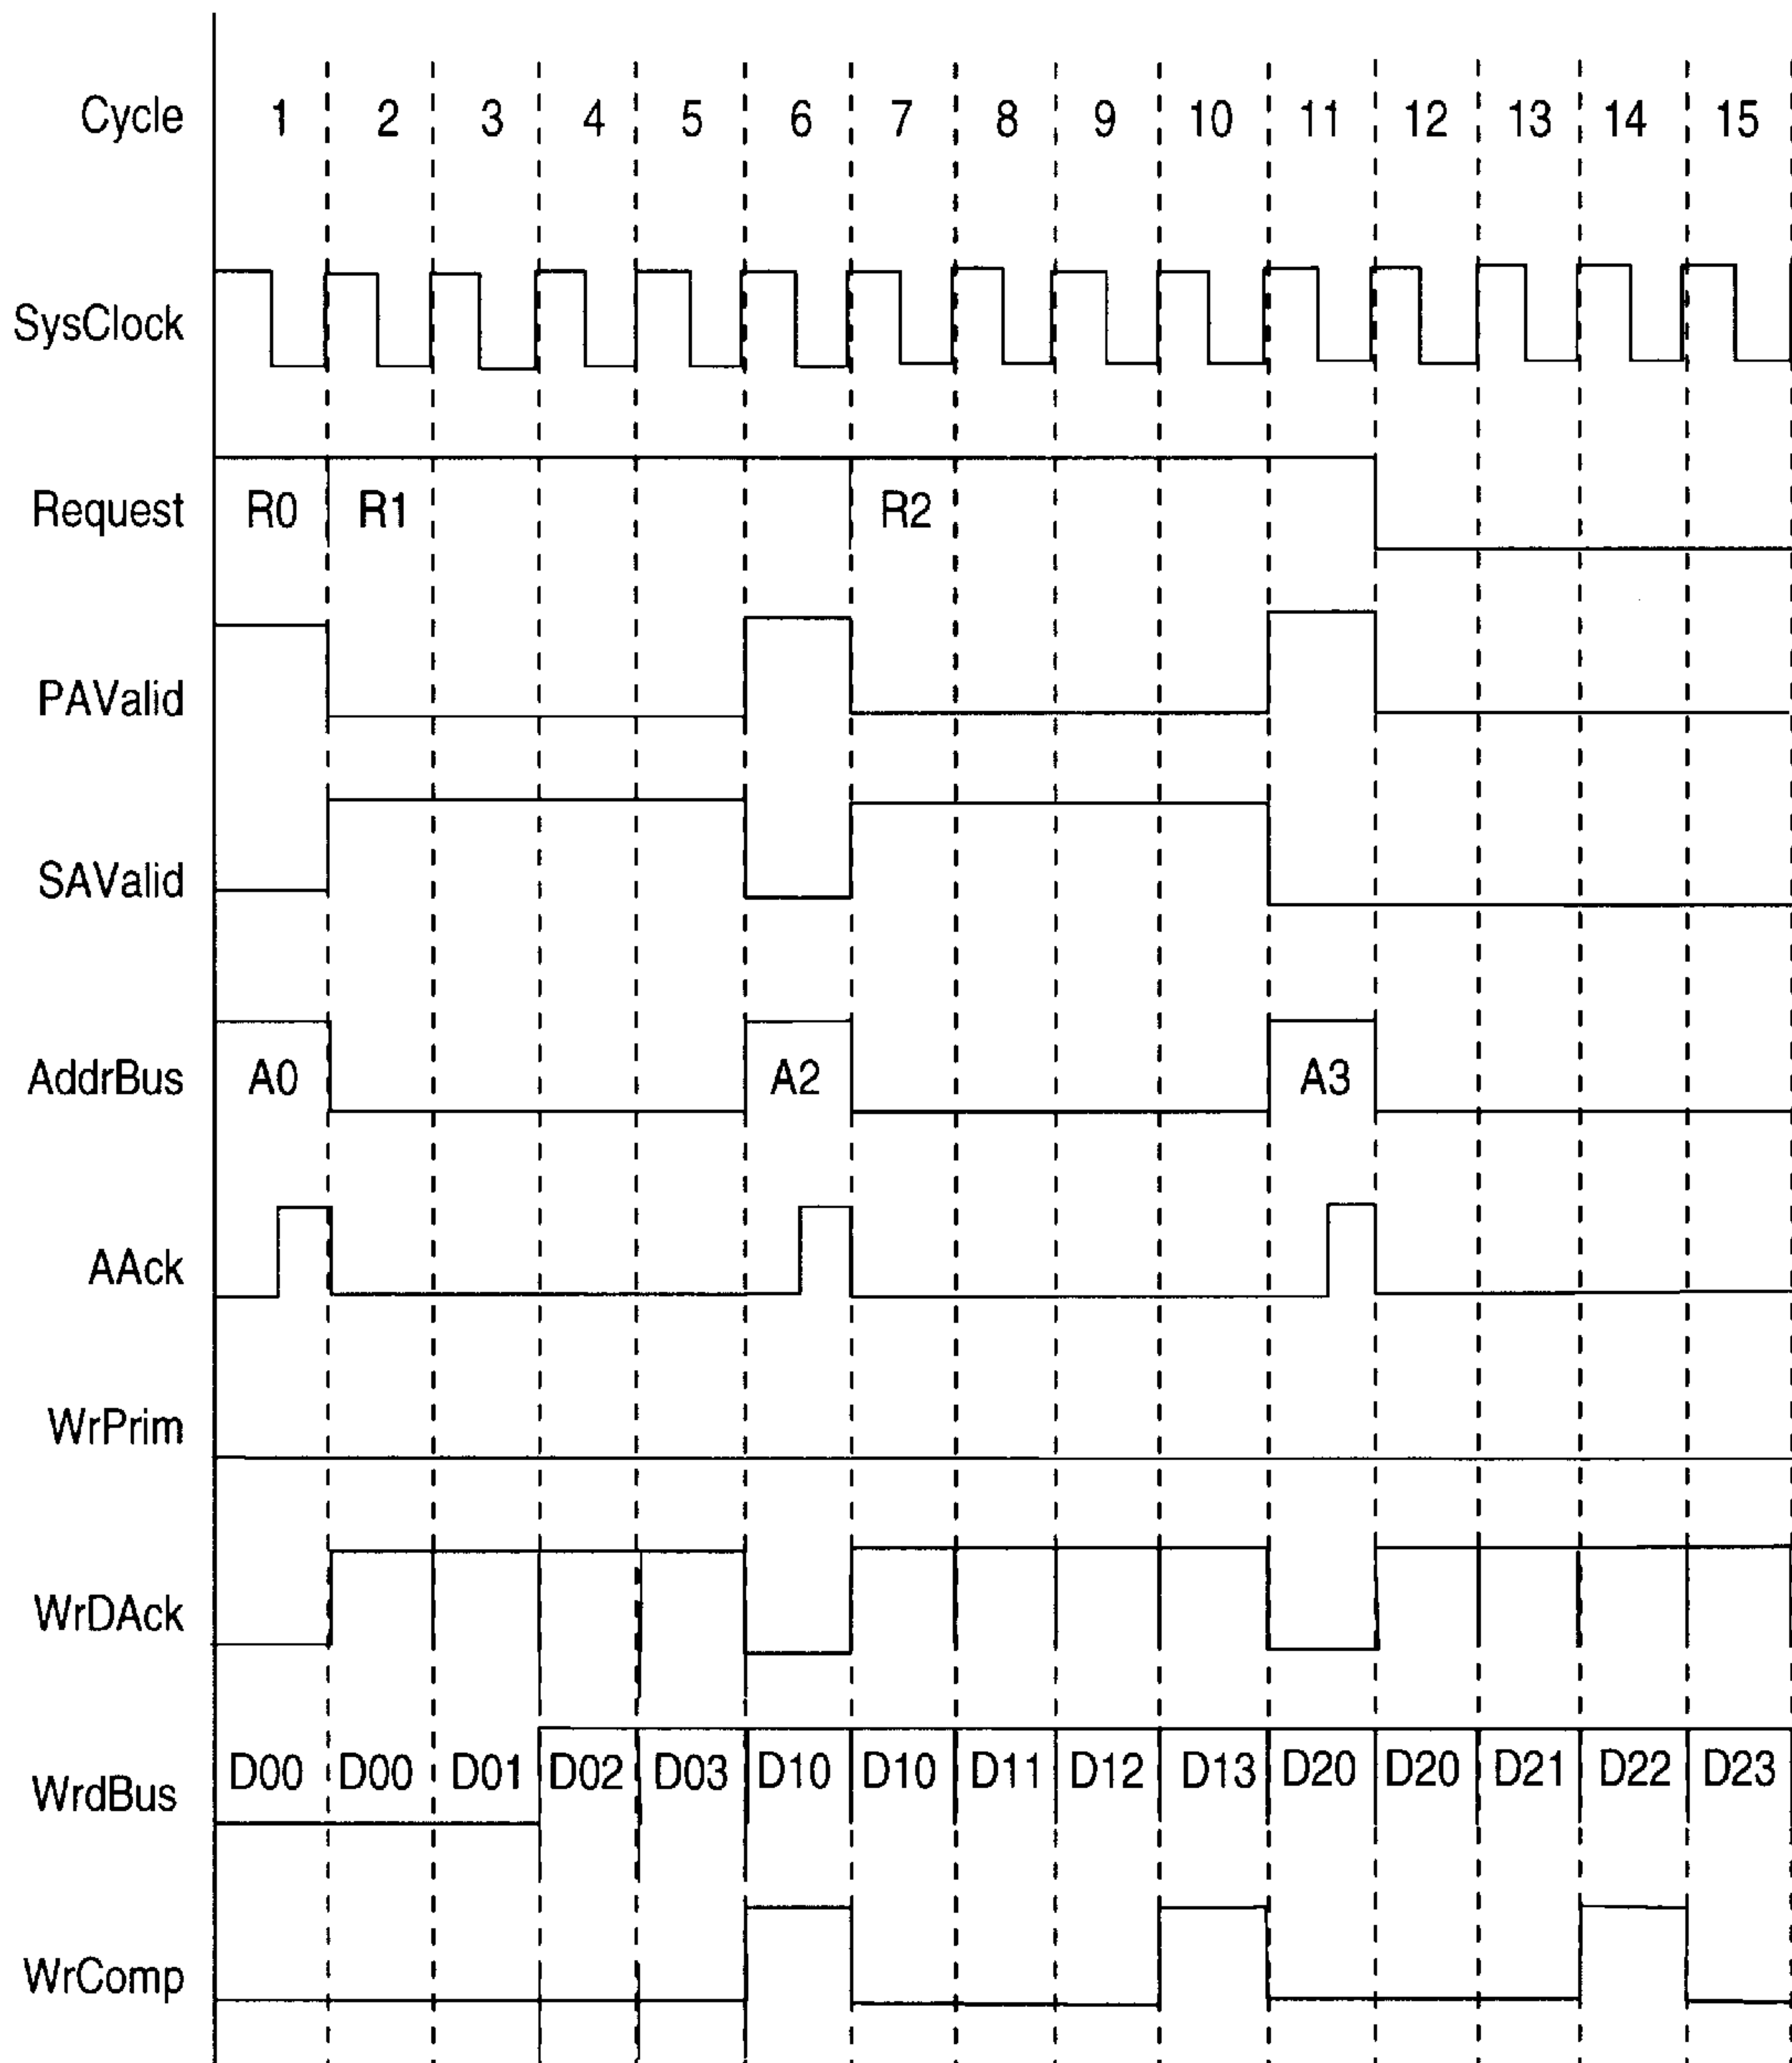 Cycle 1 2 3 4 5 6 7 8 9 10 11 12 13 14 15
SysClock
Request R0 R1 R2
PAValid
SAValid
AddrBus A0 A2 A3
AAck
WrPrim
WrDAck
WrdBus D00 D00 D01 D02 D03 D10 D10 D11 D12 D13 D20 D20 D21 D22 D23
WrComp